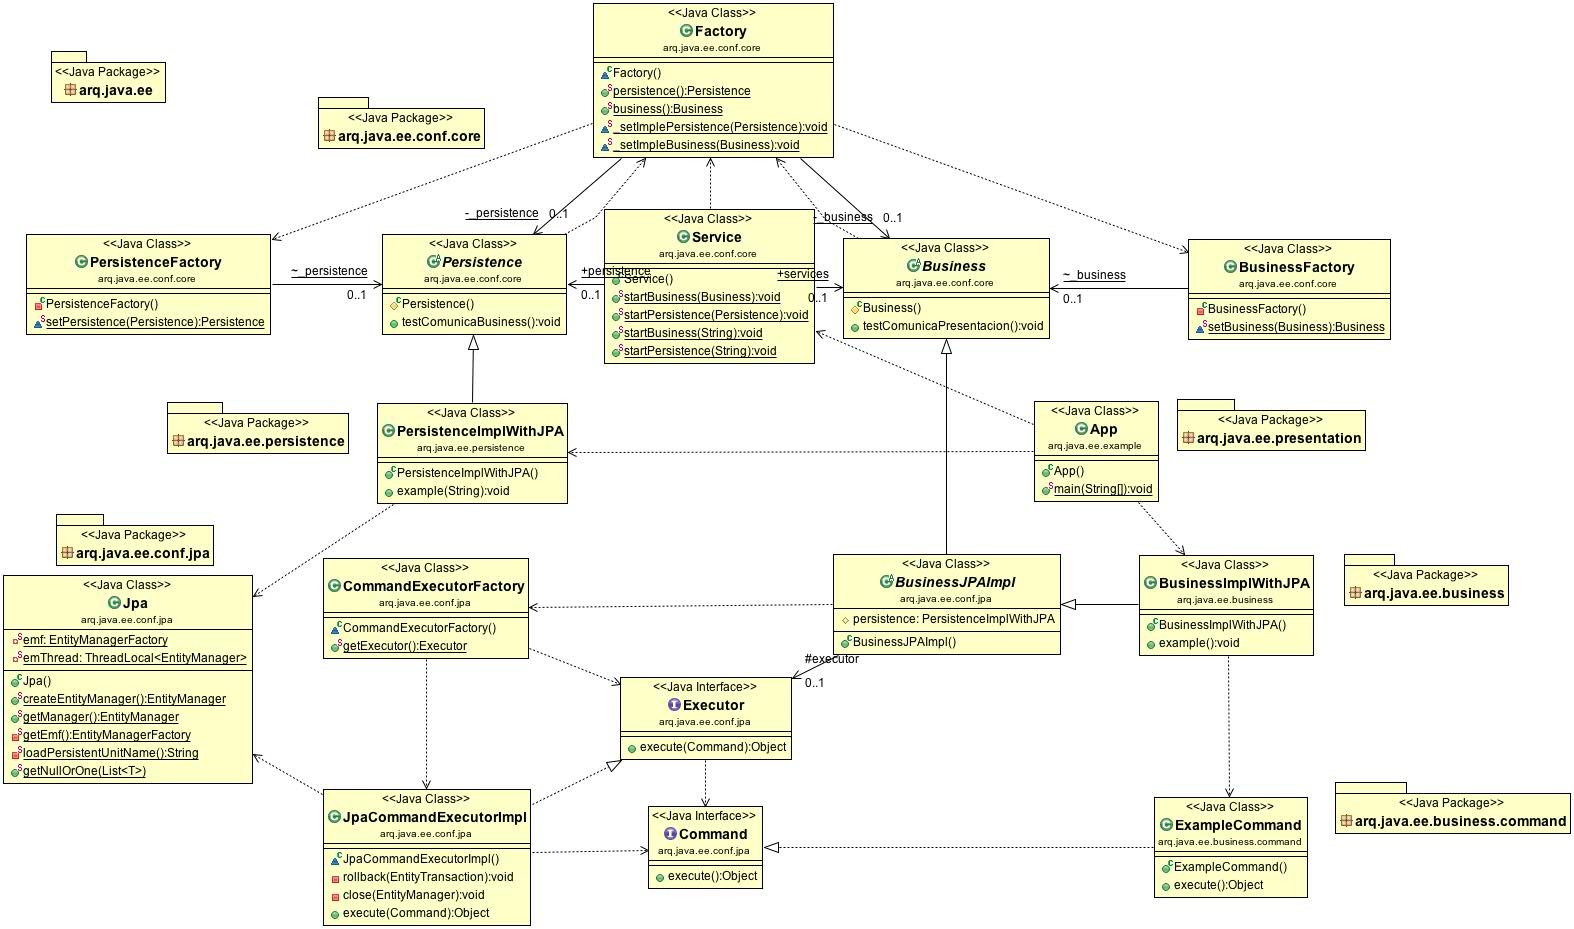 <<Java Class>>
Factory
arq.java.ee.conf.core
Factory()
persistence():Persistence
business():Business
_setImplePersistence(Persistence):void
_setImpleBusiness(Business):void
<<Java Package>>
arq.java.ee
<<Java Package>>
arq.java.ee.conf.core
-_persistence
0..1
-_business
0..1
<<Java Class>>
PersistenceFactory
arq.java.ee.conf.core
PersistenceFactory()
setPersistence(Persistence):Persistence
~_persistence
0..1
<<Java Class>>
Persistence
arq.java.ee.conf.core
Persistence()
testComunicaBusiness():void
+persistence
0..1
<<Java Class>>
Service
arq.java.ee.conf.core
Service()
startBusiness(Business):void
startPersistence(Persistence):void
startBusiness(String):void
startPersistence(String):void
+services
0..1
<<Java Class>>
Business
arq.java.ee.conf.core
Business()
testComunicaPresentacion():void
~_business
0..1
<<Java Class>>
BusinessFactory
arq.java.ee.conf.core
BusinessFactory()
setBusiness(Business):Business
<<Java Package>>
arq.java.ee.persistence
<<Java Class>>
PersistenceImplWithJPA
arq.java.ee.persistence
PersistenceImplWithJPA()
example(String):void
<<Java Class>>
App
arq.java.ee.example
App()
main(String[]):void
<<Java Package>>
arq.java.ee.presentation
<<Java Package>>
arq.java.ee.conf.jpa
<<Java Class>>
Jpa
arq.java.ee.conf.jpa
emf: EntityManagerFactory
emThread: ThreadLocal<EntityManager>
Jpa()
createEntityManager():EntityManager
getManager():EntityManager
getEmf():EntityManagerFactory
loadPersistentUnitName():String
getNullOrOne(List<T>)
<<Java Class>>
CommandExecutorFactory
arq.java.ee.conf.jpa
CommandExecutorFactory()
getExecutor():Executor
<<Java Class>>
BusinessJPAImpl
arq.java.ee.conf.jpa
persistence: PersistenceImplWithJPA
BusinessJPAImpl()
#executor
0..1
<<Java Class>>
BusinessImplWithJPA
arq.java.ee.business
BusinessImplWithJPA()
example():void
<<Java Package>>
arq.java.ee.business
<<Java Interface>>
Executor
arq.java.ee.conf.jpa
execute(Command):Object
<<Java Class>>
JpaCommandExecutorImpl
arq.java.ee.conf.jpa
JpaCommandExecutorImpl()
rollback(EntityTransaction):void
close(EntityManager):void
execute(Command):Object
<<Java Interface>>
Command
arq.java.ee.conf.jpa
execute():Object
<<Java Class>>
ExampleCommand
arq.java.ee.business.command
ExampleCommand()
execute():Object
<<Java Package>>
arq.java.ee.business.command